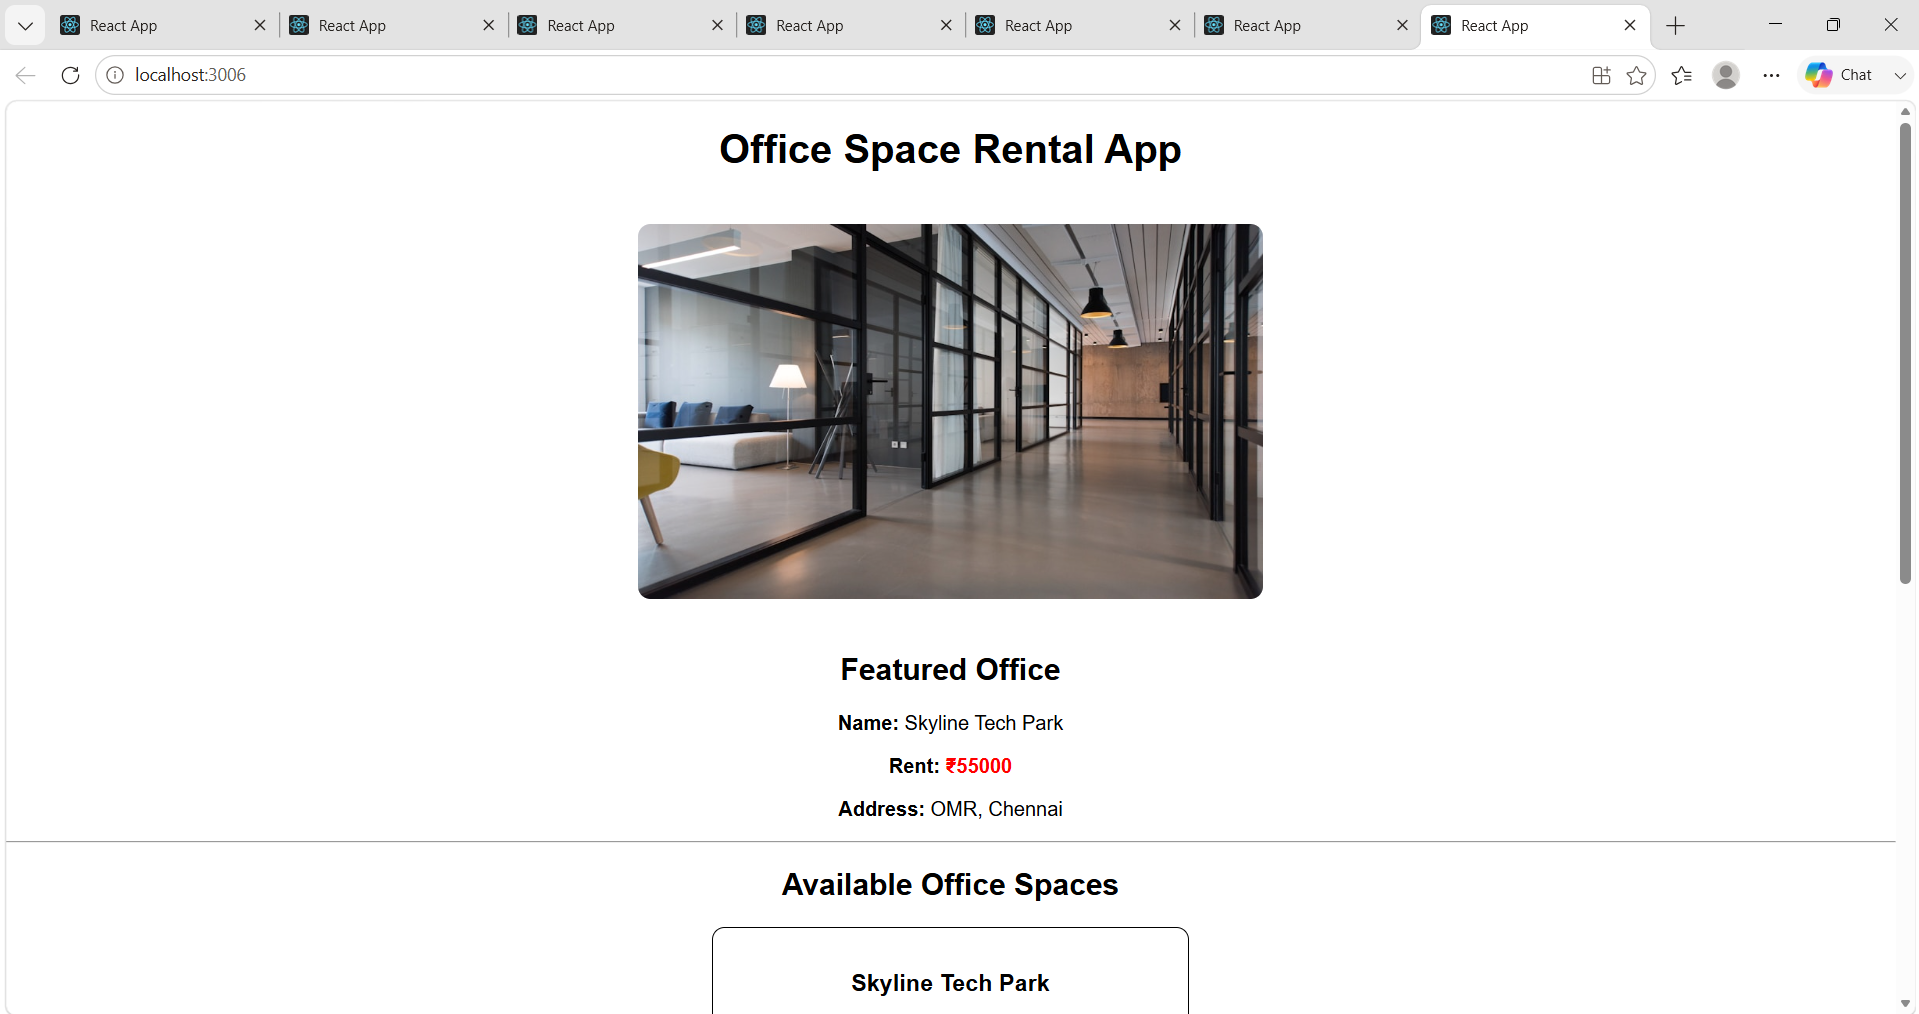 React App
React App
React App
React App
React App
React App
React App
localhost:3006
Chat
Office Space Rental App
Featured Office
Name: Skyline Tech Park
Rent: ₹55000
Address: OMR, Chennai
Available Office Spaces
Skyline Tech Park